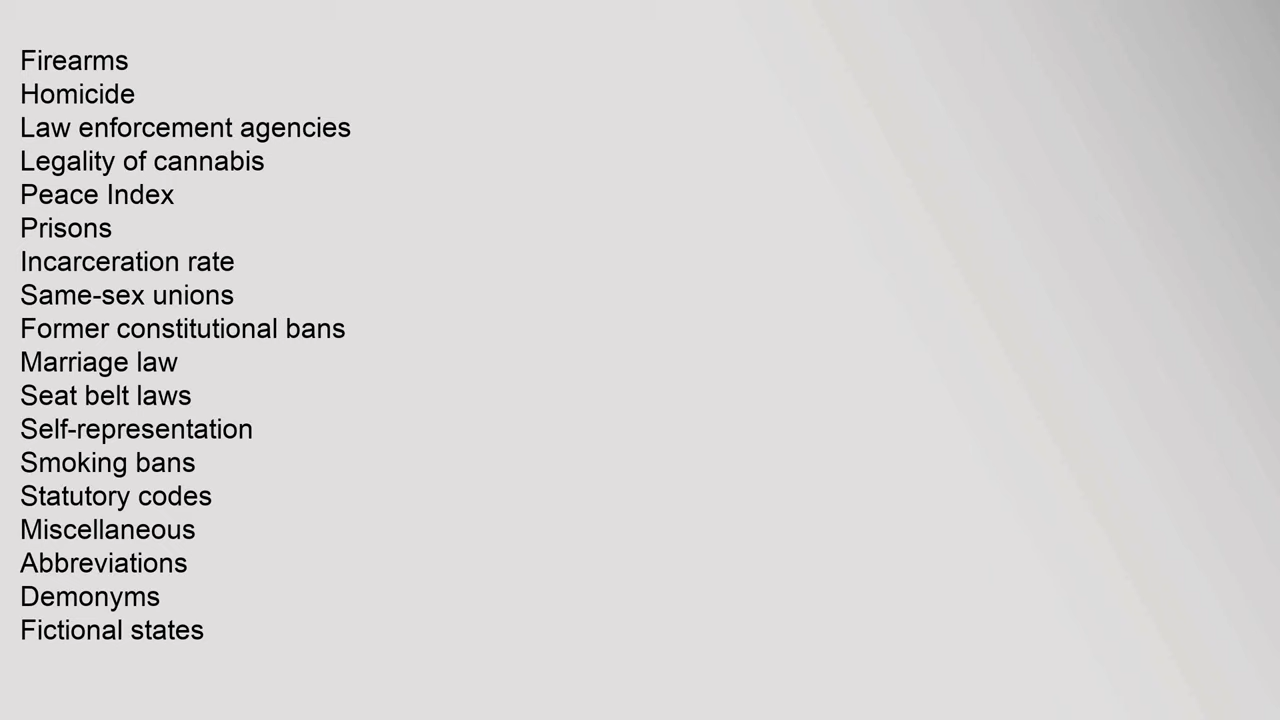 Firearms
Homicide
Law enforcement agencies
Legality of cannabis
Peace Index
Prisons
Incarceration rate
Same-sex unions
Former constitutional bans
Marriage law
Seat belt laws
Self-representation
Smoking bans
Statutory codes
Miscellaneous
Abbreviations
Demonyms
Fictional states